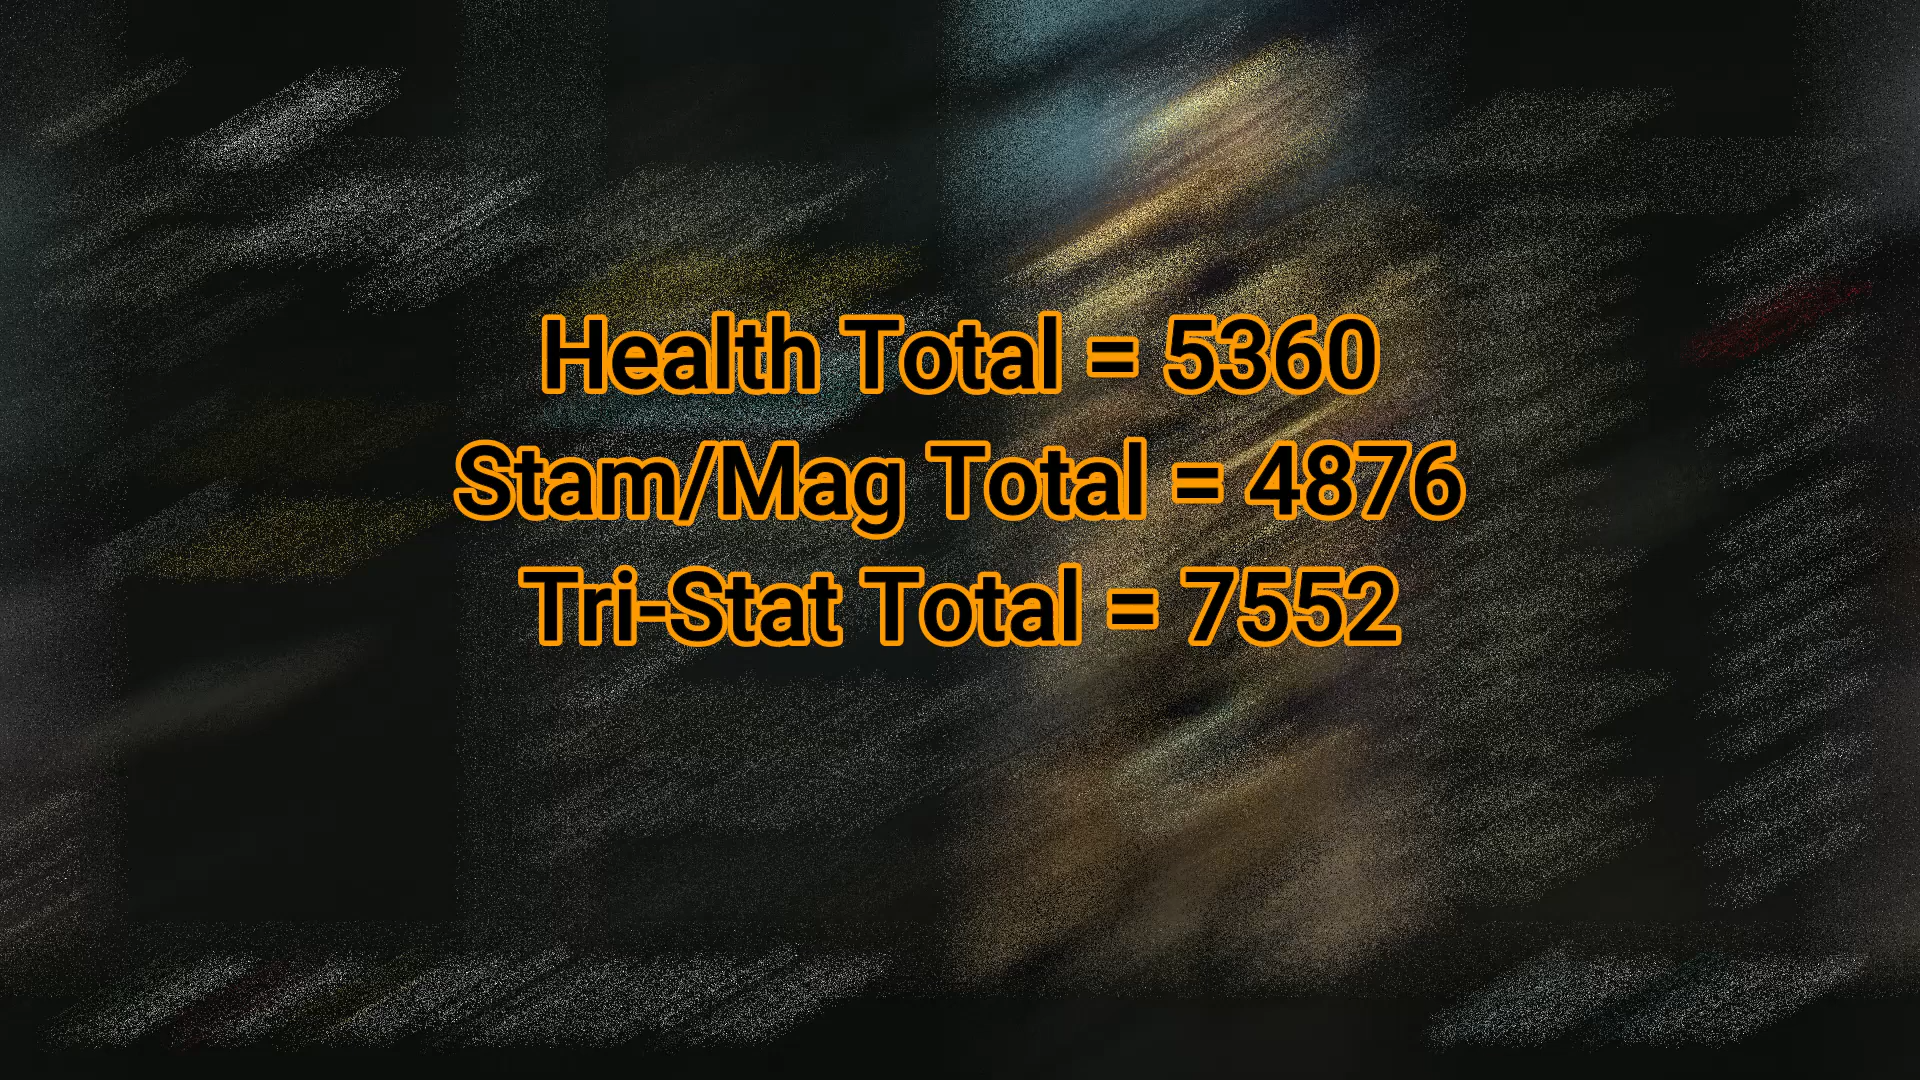 Health Total = 5360
Stam/Mag Total = 4876
Tri-Stat Total = 7552